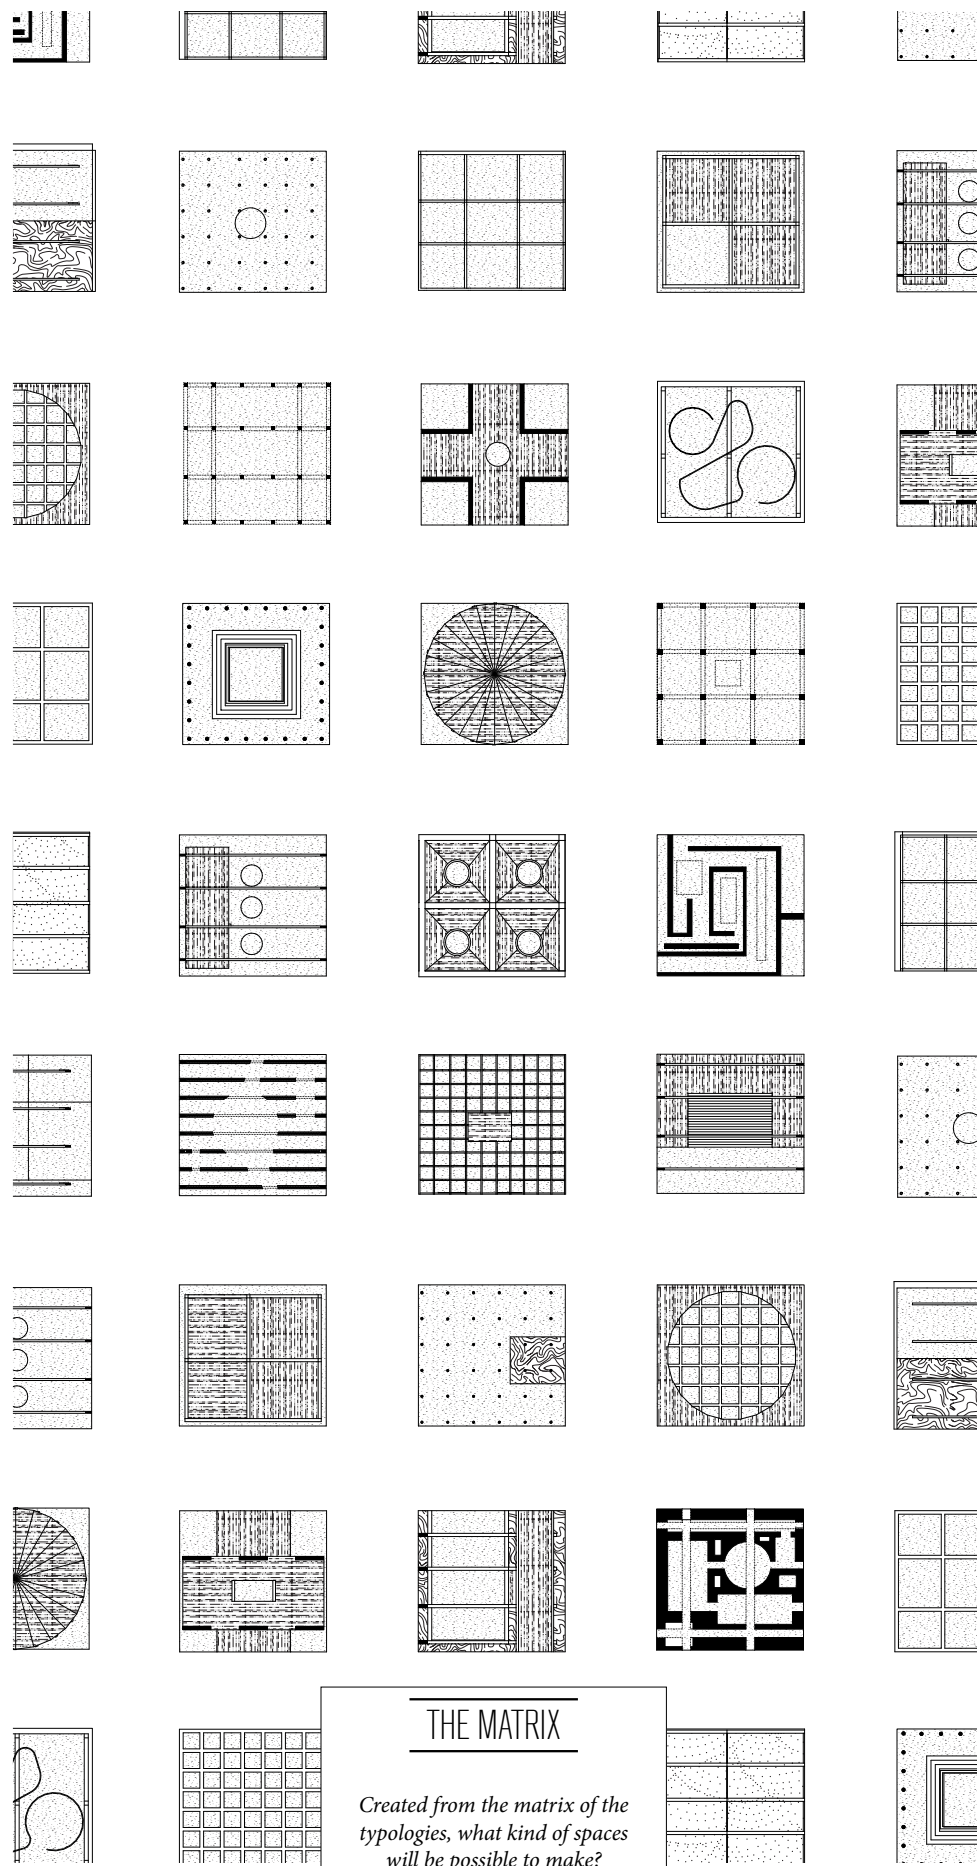 THE MATRIX
Created from the matrix of the
typologies, what kind of spaces
will be possible to make?